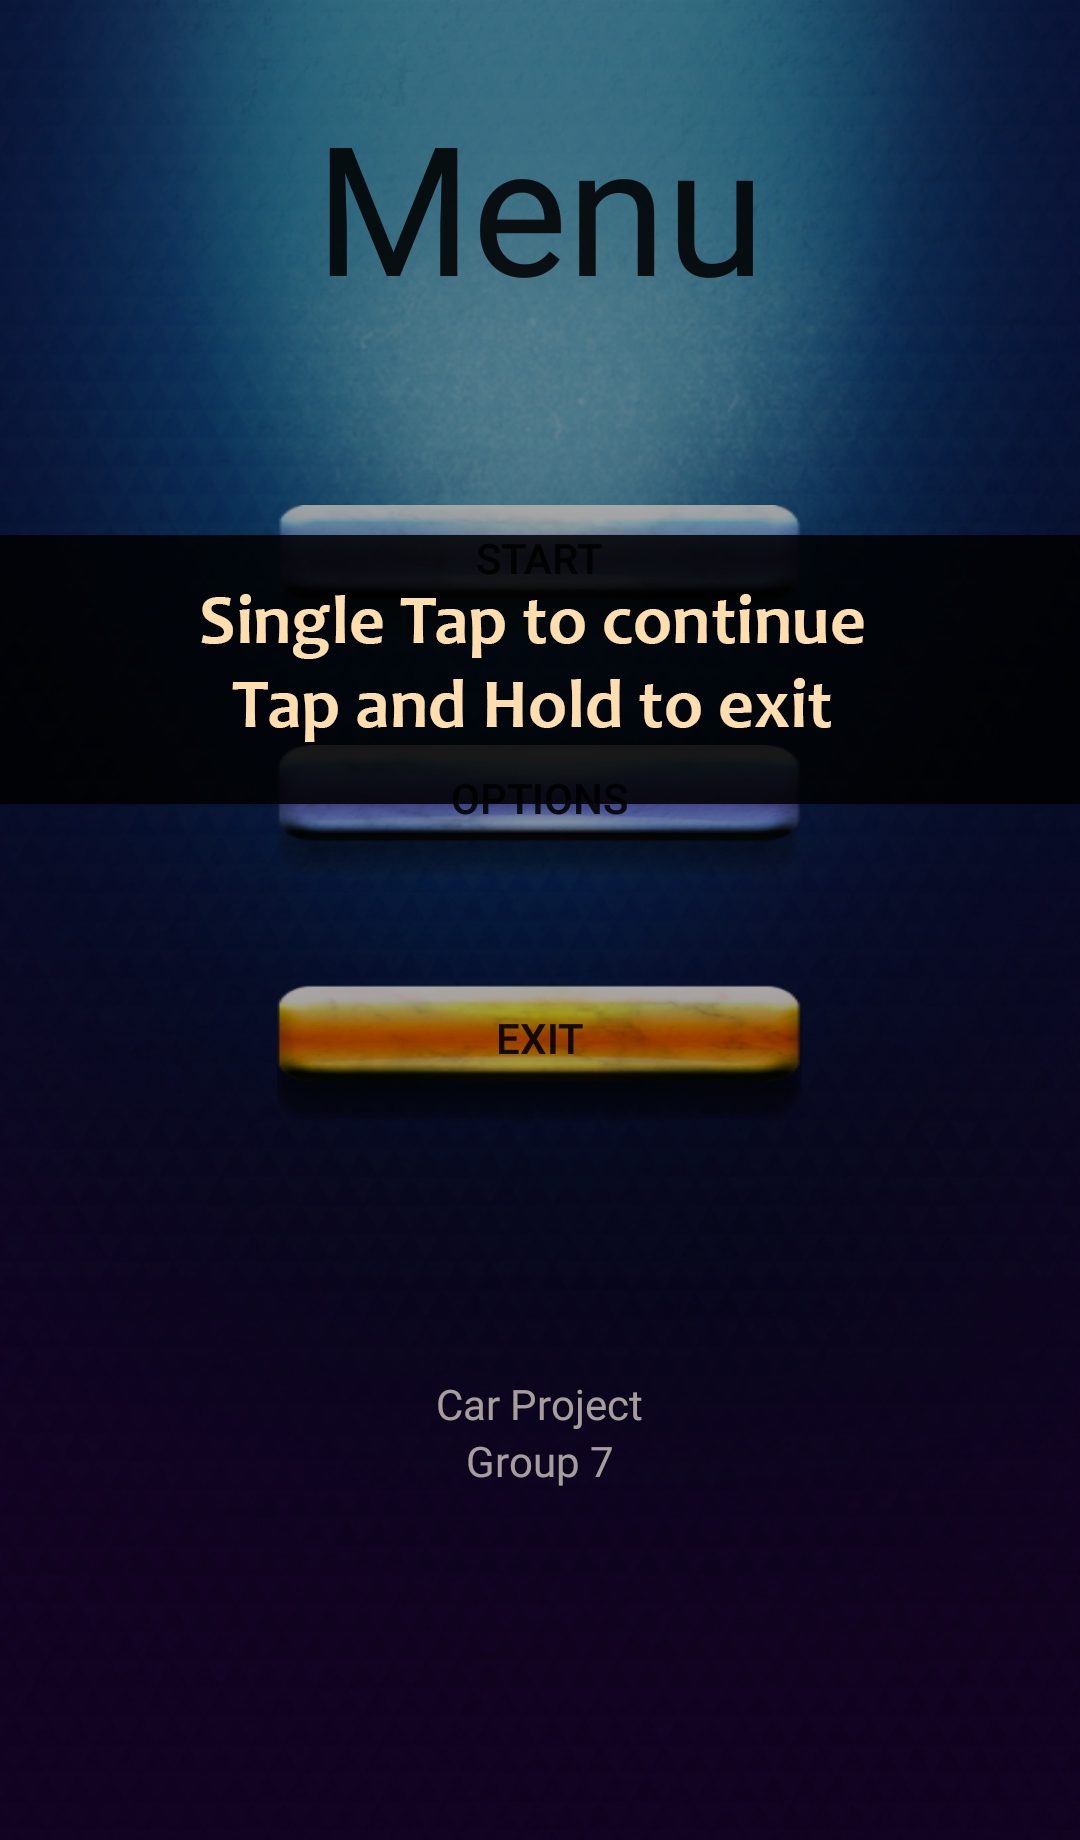 Menu
START
Single Tap to continue
Tap and Hold to exit
OPTIONS
EXIT
Car Project
Group 7